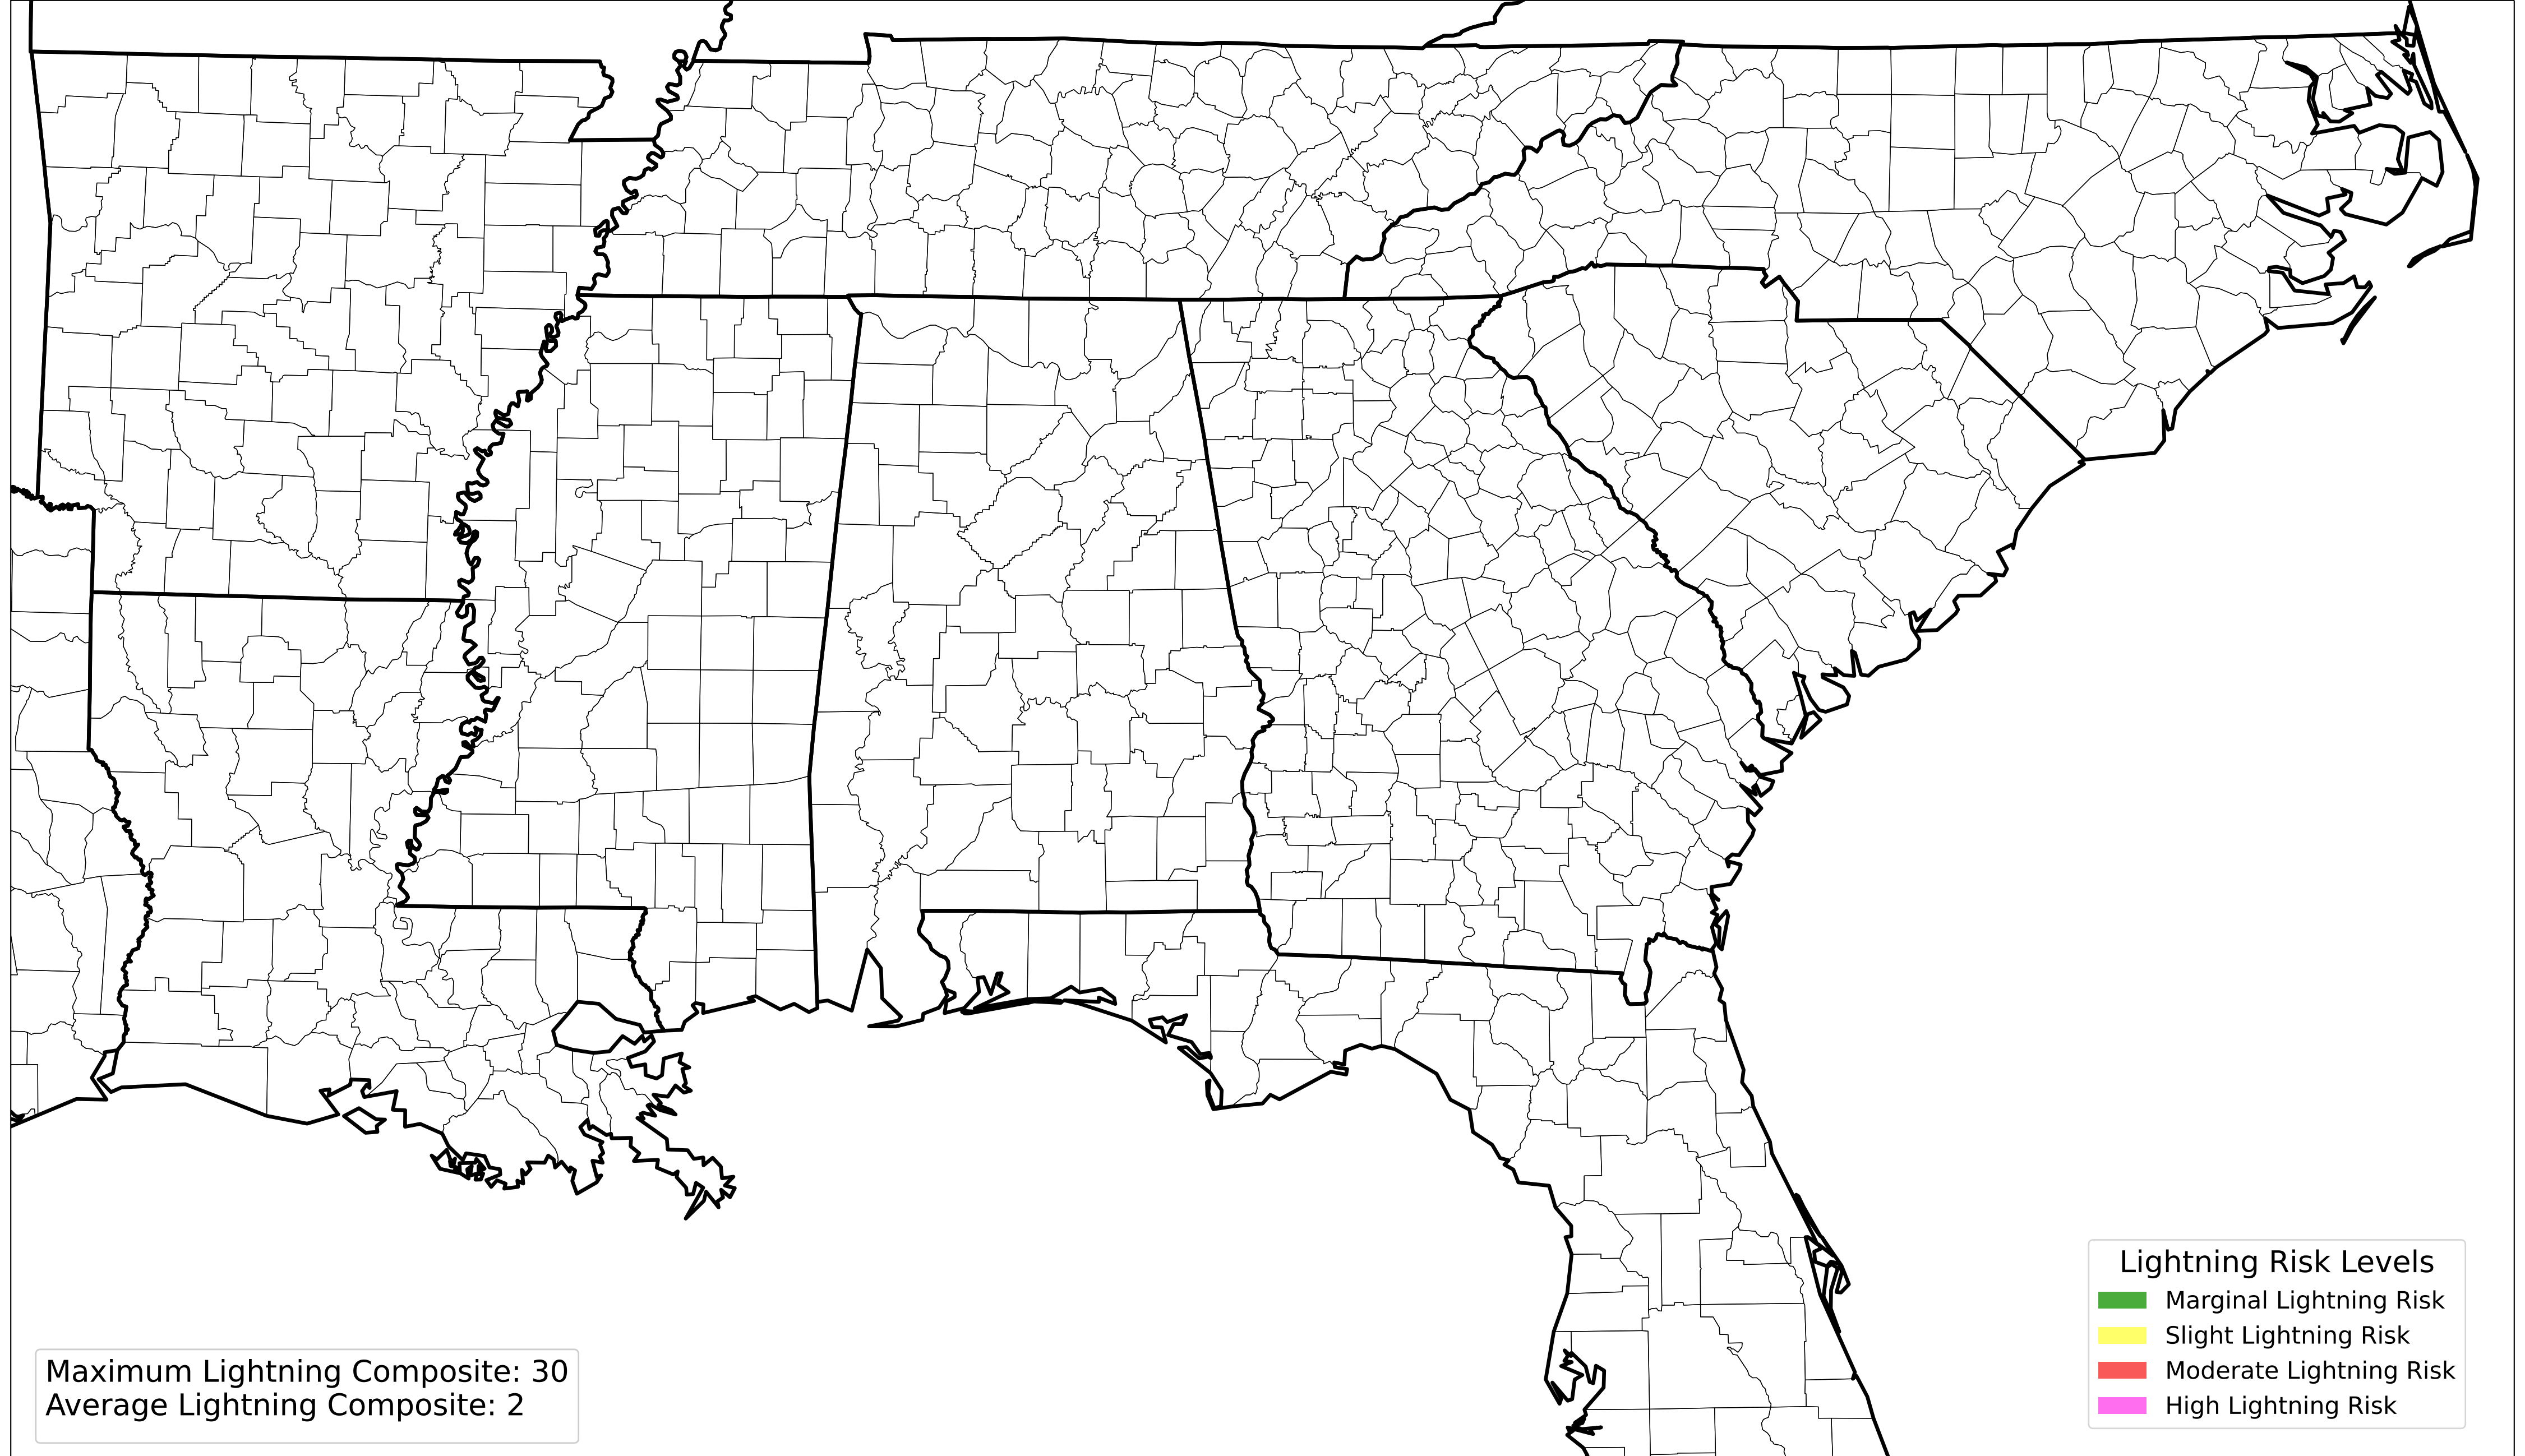 Lightning Risk Levels
Marginal Lightning Risk
Slight Lightning Risk
Moderate Lightning Risk
High Lightning Risk
Maximum Lightning Composite: 30
Average Lightning Composite: 2